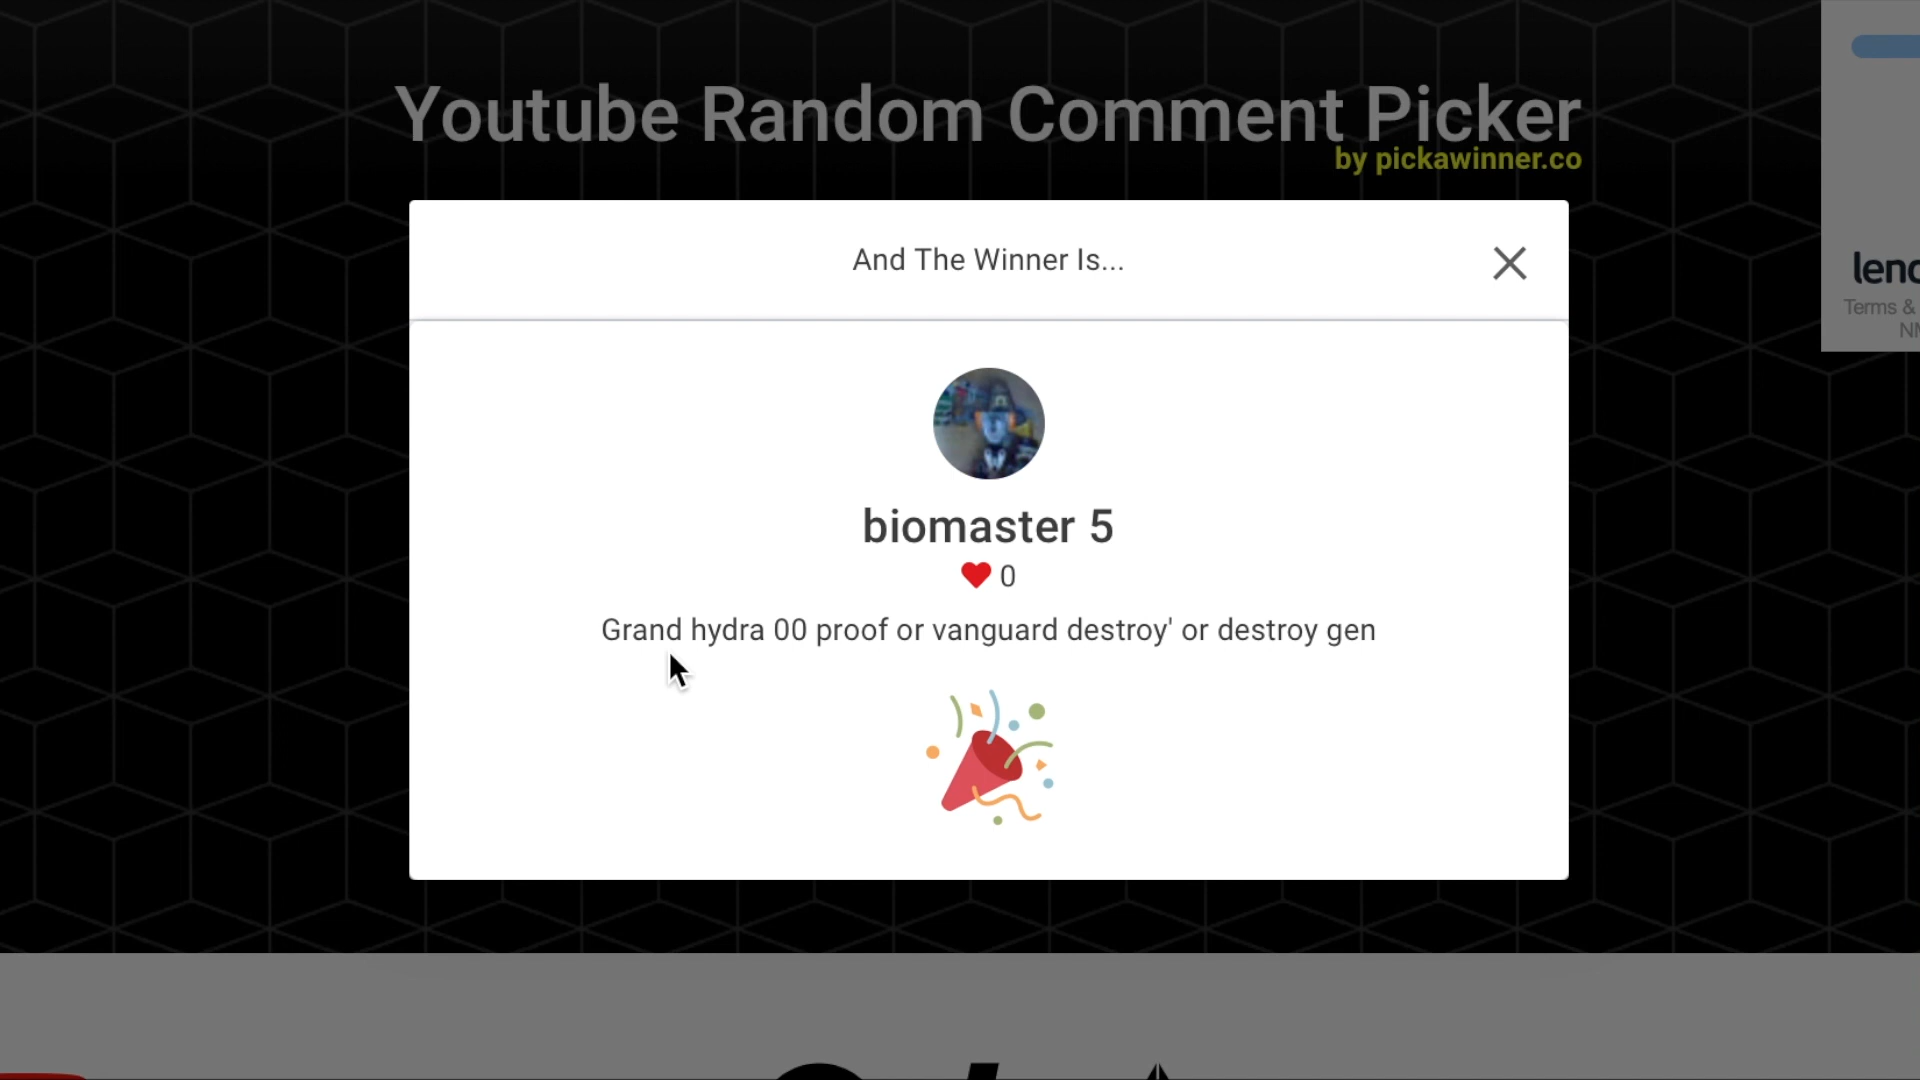 Youtube Random Comment Picker
by pickawinner.co
And The Winner Is...
biomaster 5
0
Grand hydra 00 proof or vanguard destroy' or destroy gen
Terms &